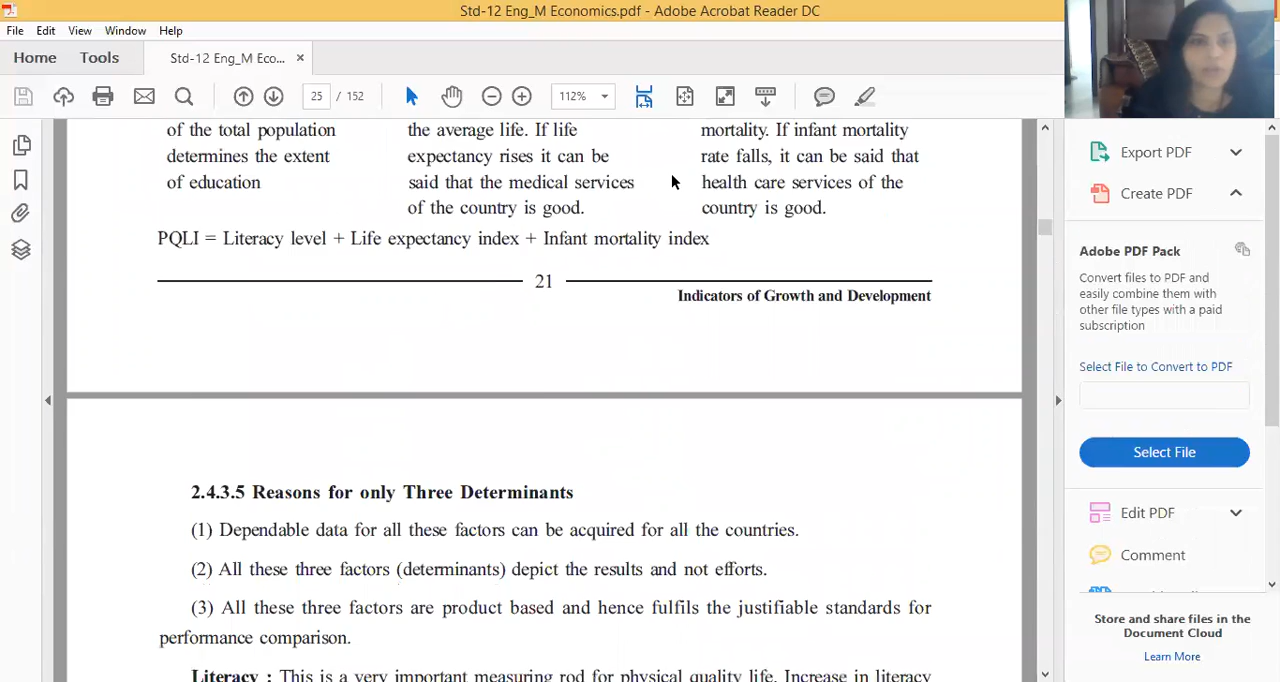 Std-12 Eng_M Economics.pdf - Adobe Acrobat Reader DC
File Edit View Window Help
Home Tools Std-12 Eng_M Eco... ×
25 / 152 112%
of the total population
determines the extent
of education
the average life. If life
expectancy rises it can be
said that the medical services
of the country is good.
mortality. If infant mortality
rate falls, it can be said that
health care services of the
country is good.
PQLI = Literacy level + Life expectancy index + Infant mortality index
21
Indicators of Growth and Development
2.4.3.5 Reasons for only Three Determinants
(1) Dependable data for all these factors can be acquired for all the countries.
(2) All these three factors (determinants) depict the results and not efforts.
(3) All these three factors are product based and hence fulfils the justifiable standards for
performance comparison.
Literacy : This is a very important measuring rod for physical quality life. Increase in literacy
Export PDF
Create PDF
Adobe PDF Pack
Convert files to PDF and
easily combine them with
other file types with a paid
subscription
Select File to Convert to PDF
Select File
Edit PDF
Comment
Store and share files in the
Document Cloud
Learn More